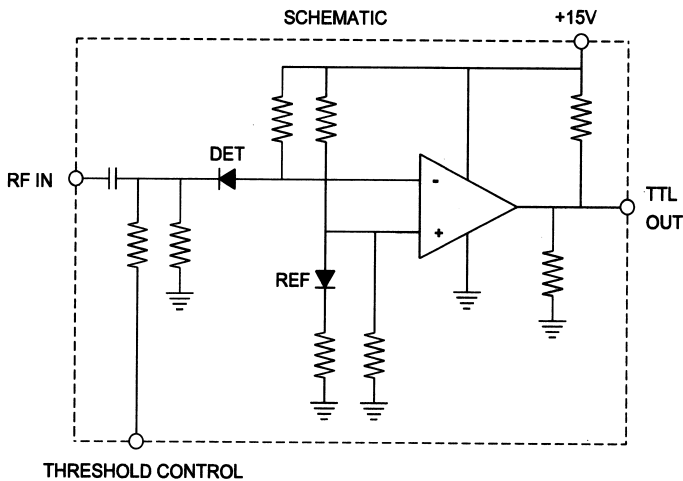 SCHEMATIC
+15V
DET
RF IN
-
+
TTL
OUT
REF
THRESHOLD CONTROL